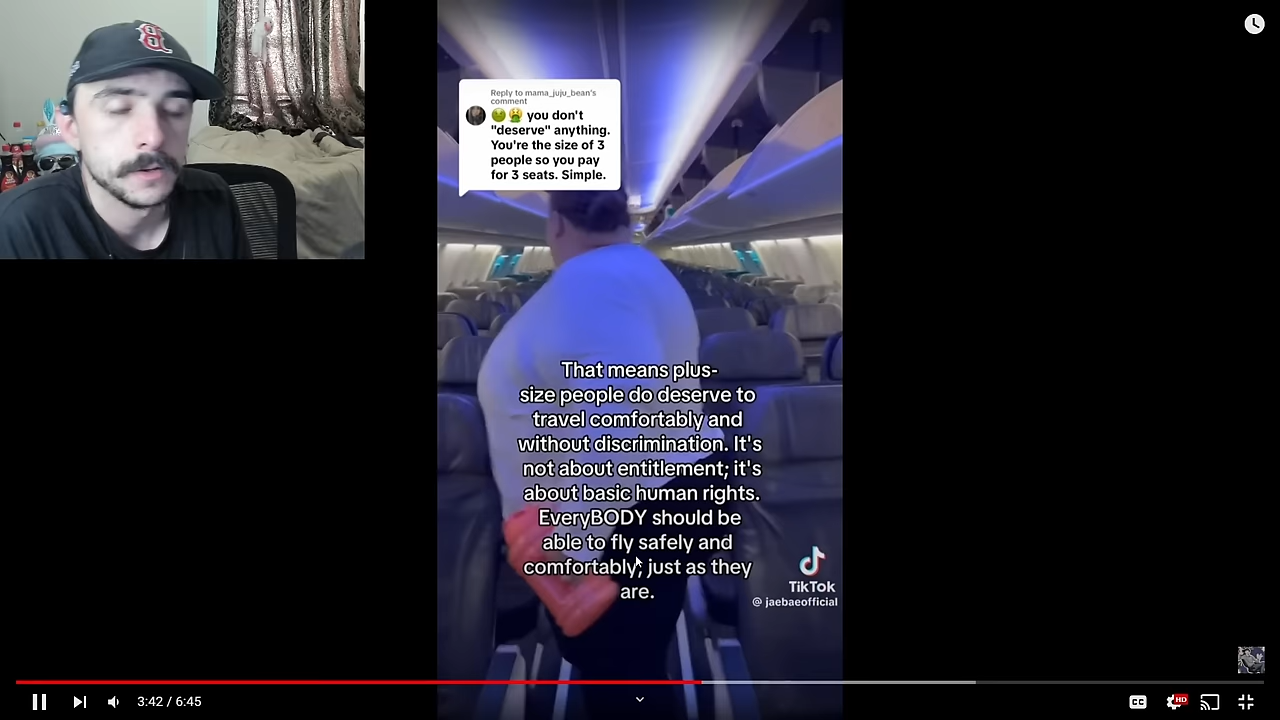 Reply to mama_juju_bean's
comment
🤢🤮 you don't
"deserve" anything.
You're the size of 3
people so you pay
for 3 seats. Simple.
That means plus-
size people do deserve to
travel comfortably and
without discrimination. It's
not about entitlement; it's
about basic human rights.
EveryBODY should be
able to fly safely and
comfortably, just as they
are.
TikTok
@ jaebaeofficial
3:42 / 6:45
CC
HD
B